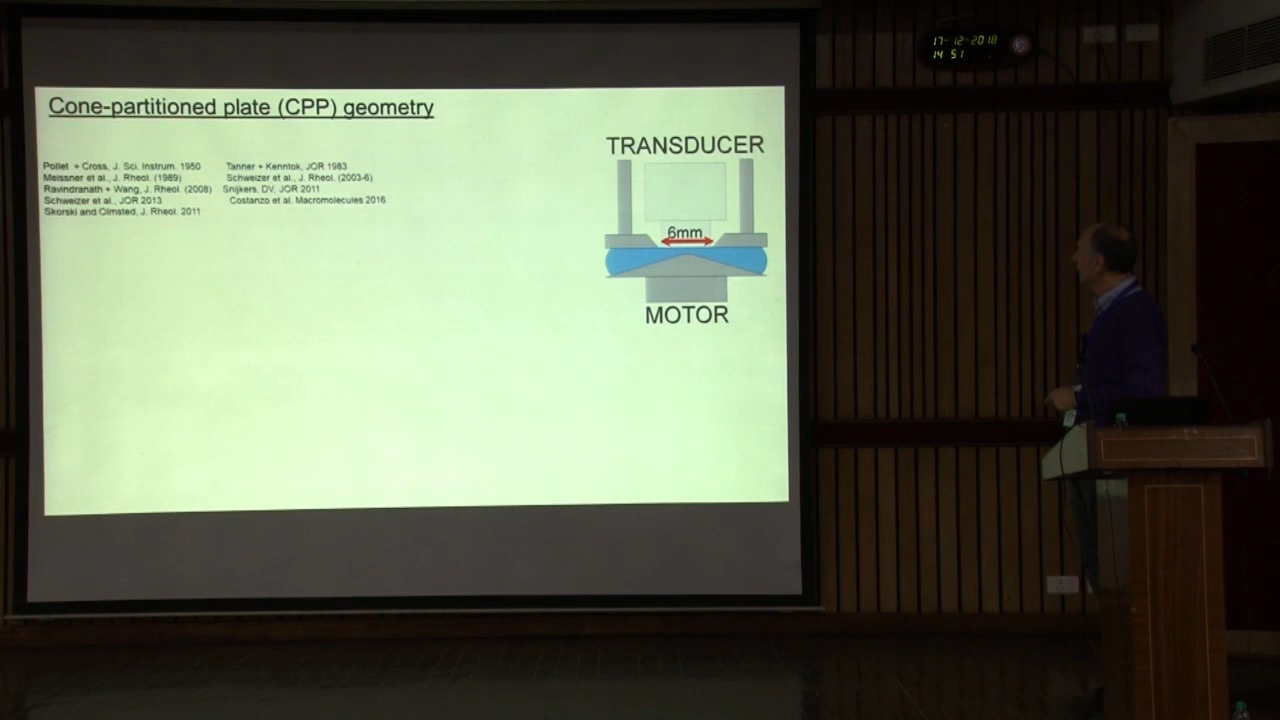 17-12-2018
14 51
Cone-partitioned plate (CPP) geometry
Pollet + Cross, J. Sci. Instrum. 1950 Tanner + Kenntok, JOR 1983
Meissner et al., J. Rheol. (1989) Schweizer et al., J. Rheol. (2003-6)
Ravindranath + Wang, J. Rheol. (2008) Snijkers, DV, JOR 2011
Schweizer et al., JOR 2013 Costanzo et al. Macromolecules 2016
Skorski and Olmsted, J. Rheol. 2011
TRANSDUCER
6mm
MOTOR